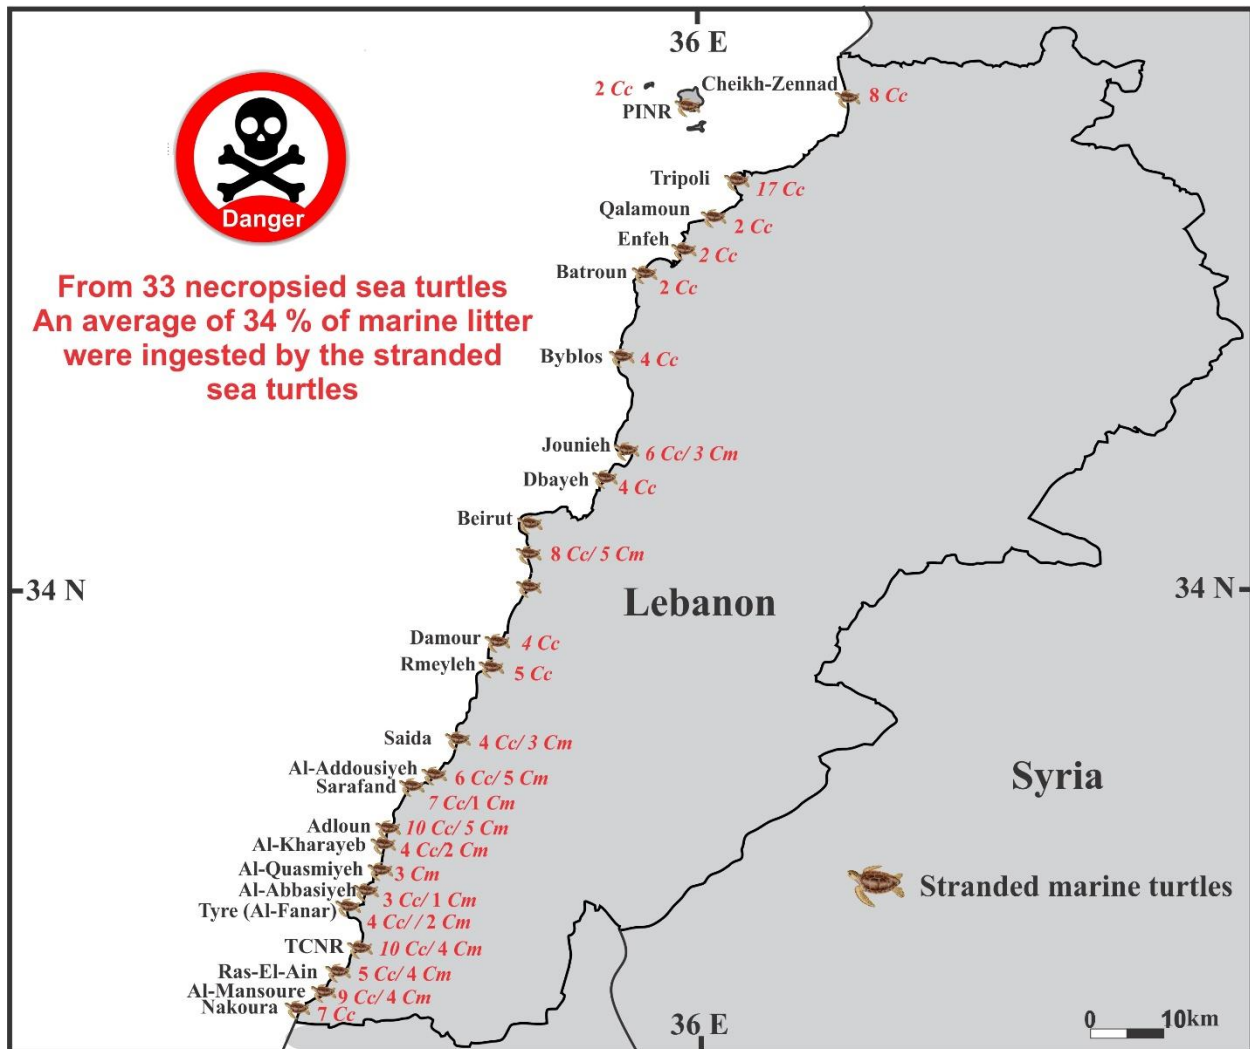 36 E
2 Cc
Cheikh-Zennad
8 Cc
PINR
Danger
Tripoli
17 Cc
Qalamoun
2 Cc
Enfeh
2 Cc
Batroun
2 Cc
From 33 necropsied sea turtles
An average of 34 % of marine litter
were ingested by the stranded
sea turtles
Byblos
4 Cc
Jounieh
6 Cc/ 3 Cm
Dbayeh
4 Cc
Beirut
8 Cc/ 5 Cm
34 N
34 N
Lebanon
Damour
4 Cc
Rmeyleh
5 Cc
Saida
4 Cc/ 3 Cm
Al-Addousiyeh
6 Cc/ 5 Cm
Sarafand
7 Cc/1 Cm
Syria
Adloun
10 Cc/ 5 Cm
Al-Kharayeb
4 Cc/2 Cm
Al-Quasmiyeh
3 Cm
Al-Abbasiyeh
3 Cc/ 1 Cm
Stranded marine turtles
Tyre (Al-Fanar)
4 Cc/ / 2 Cm
TCNR
10 Cc/ 4 Cm
Ras-El-Ain
5 Cc/ 4 Cm
Al-Mansoure
9 Cc/ 4 Cm
Nakoura
7 Cc
36 E
0 10km